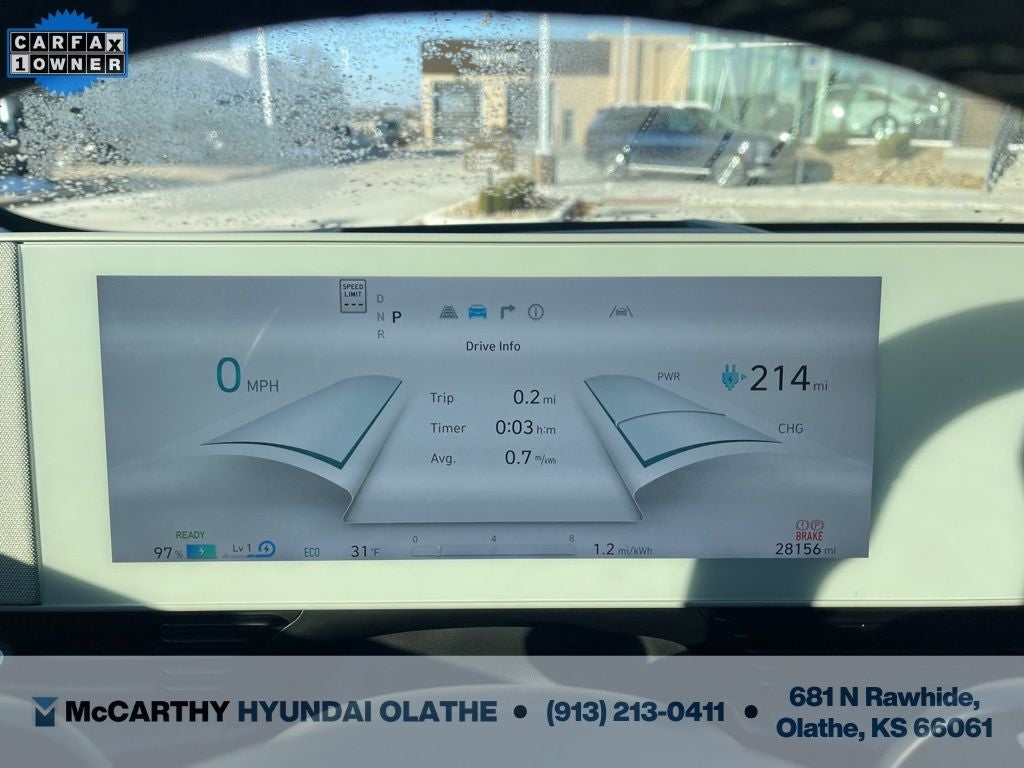 CARFAX
1 OWNER
SPEED
LIMIT
---
D
N P
R
Drive Info
0 MPH
PWR
214 mi
Trip 0.2 mi
Timer 0:03 h:m
CHG
Avg. 0.7 mi/kWh
READY
97 % Lv 1 ECO 31 °F
0 4 8
1.2 mi/kWh
BRAKE
28156 mi
McCARTHY HYUNDAI OLATHE • (913) 213-0411 • 681 N Rawhide,
Olathe, KS 66061